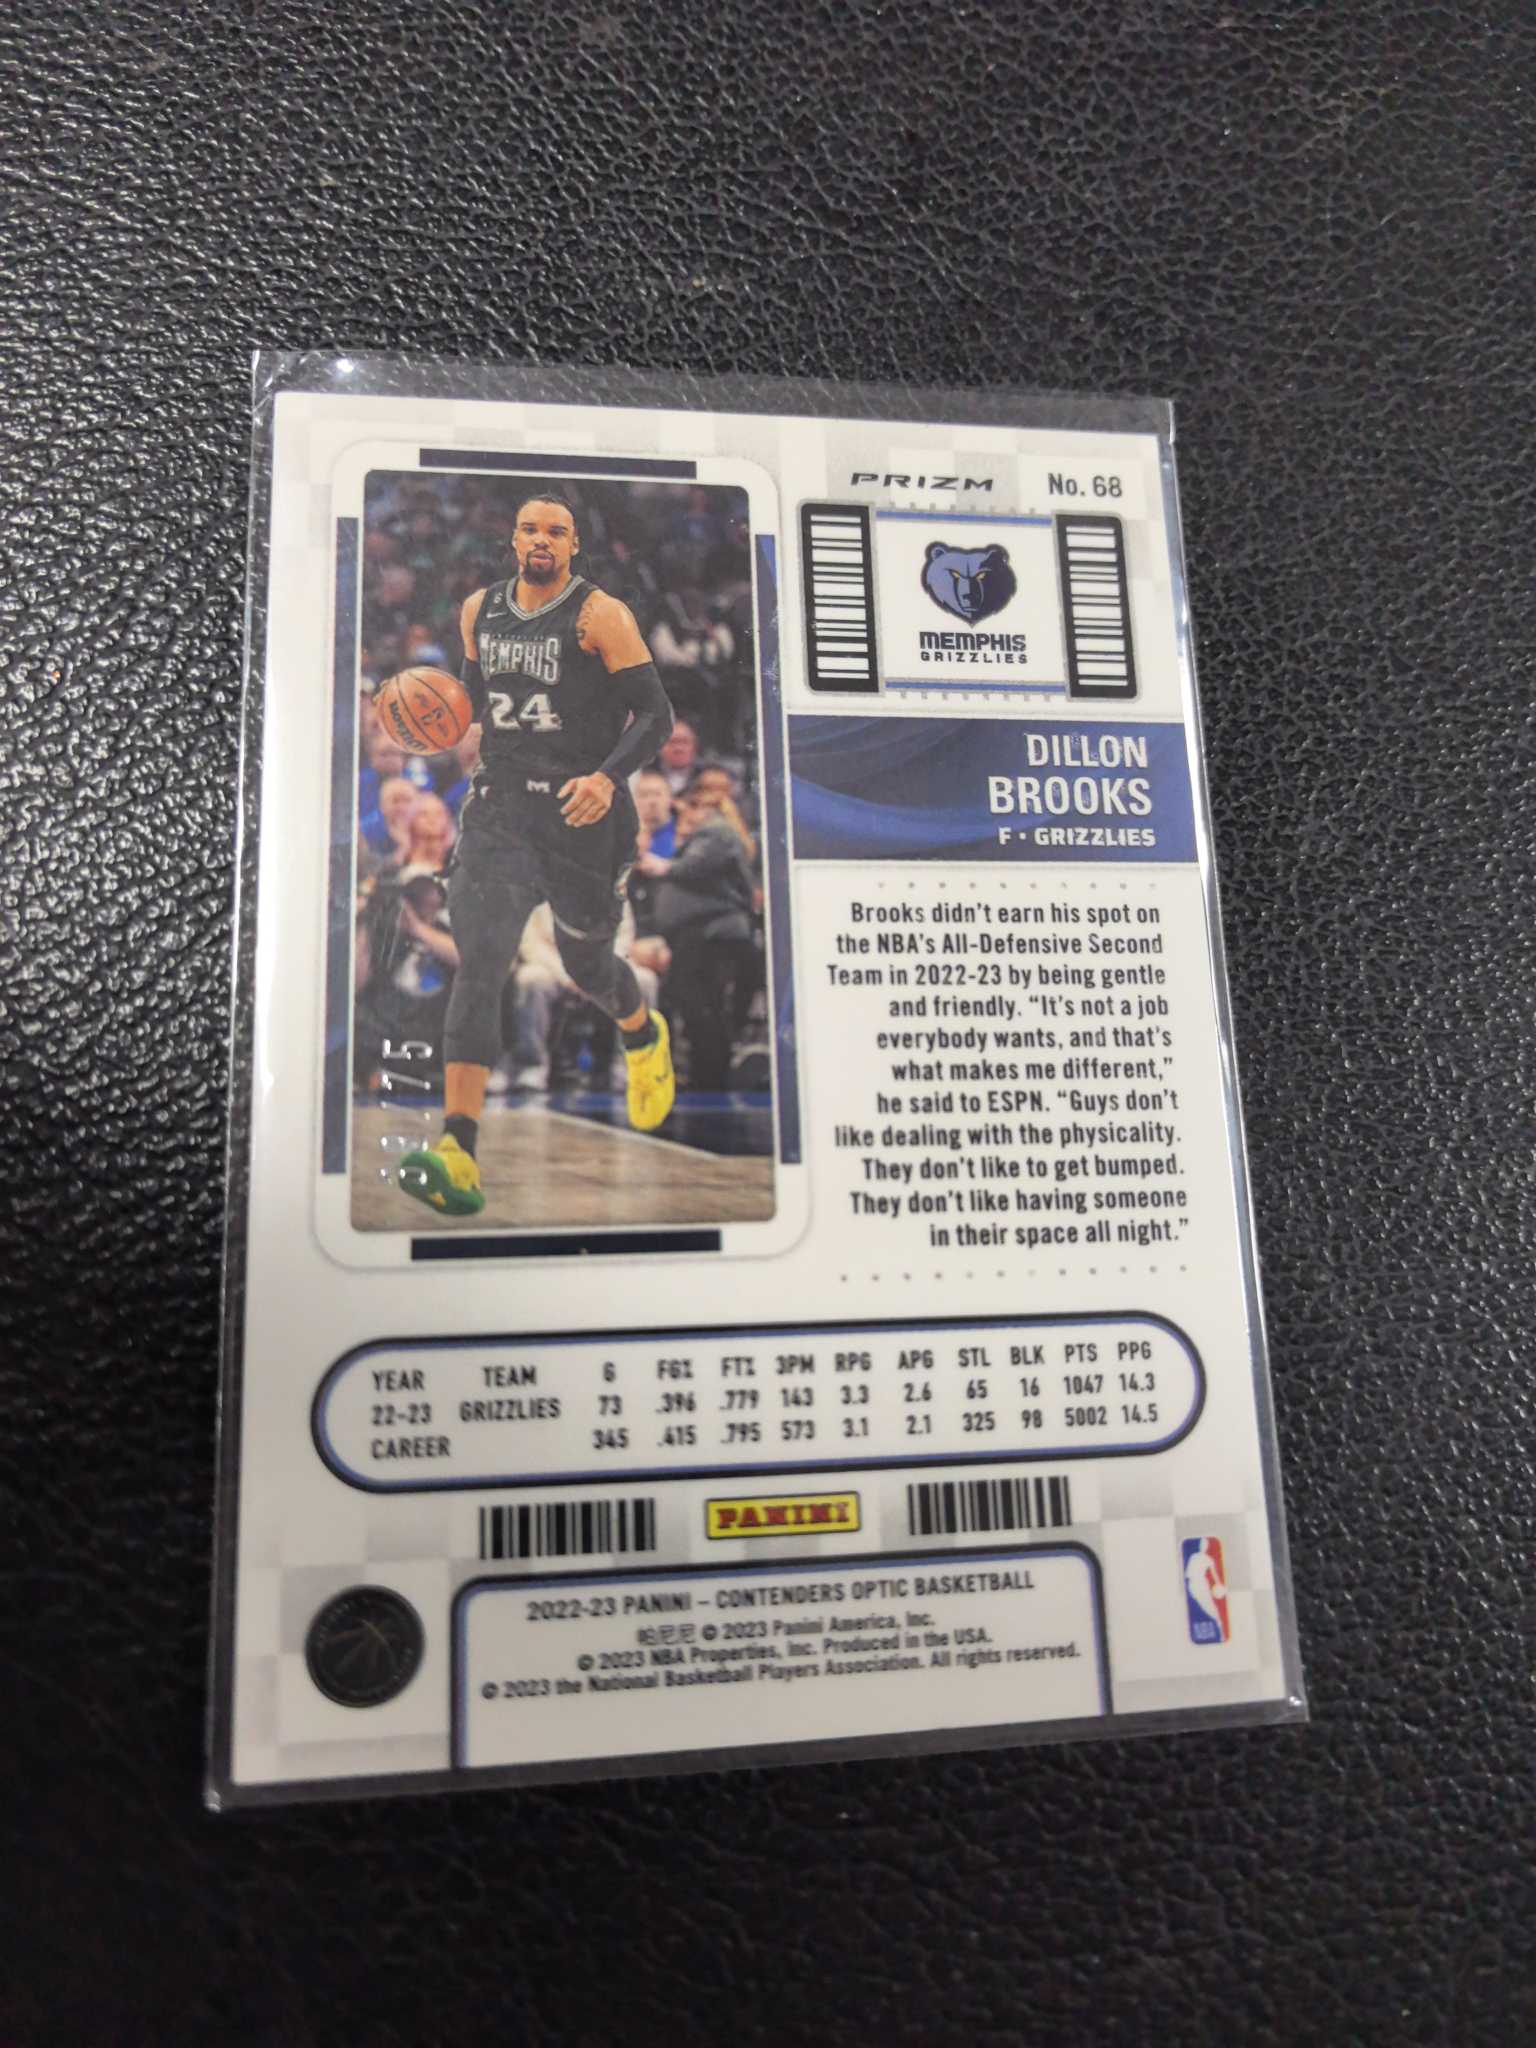 PRIZM No. 68
MEMPHIS
GRIZZLIES
DILLON
BROOKS
F • GRIZZLIES
MEMPHIS
24
Wilson
/75
Brooks didn't earn his spot on
the NBA's All-Defensive Second
Team in 2022-23 by being gentle
and friendly. “It's not a job
everybody wants, and that's
what makes me different,”
he said to ESPN. “Guys don't
like dealing with the physicality.
They don't like to get bumped.
They don't like having someone
in their space all night.”
YEAR TEAM G FG% FT% 3PM RPG APG STL BLK PTS PPG
22-23 GRIZZLIES 73 .396 .779 143 3.3 2.6 65 16 1047 14.3
CAREER 345 .415 .795 573 3.1 2.1 325 98 5002 14.5
PANINI
2022-23 PANINI – CONTENDERS OPTIC BASKETBALL
帕尼尼 © 2023 Panini America, Inc.
© 2023 NBA Properties, Inc. Produced in the USA.
© 2023 the National Basketball Players Association. All rights reserved.
NBA